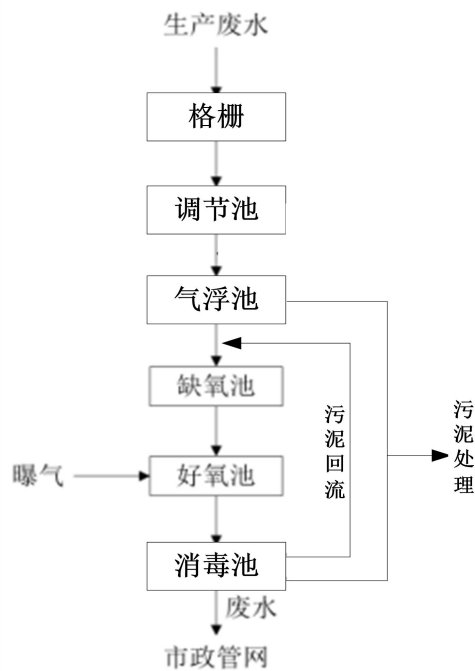 生产废水
格栅
调节池
气浮池
缺氧池
污泥回流
污泥处理
曝气
好氧池
消毒池
废水
市政管网